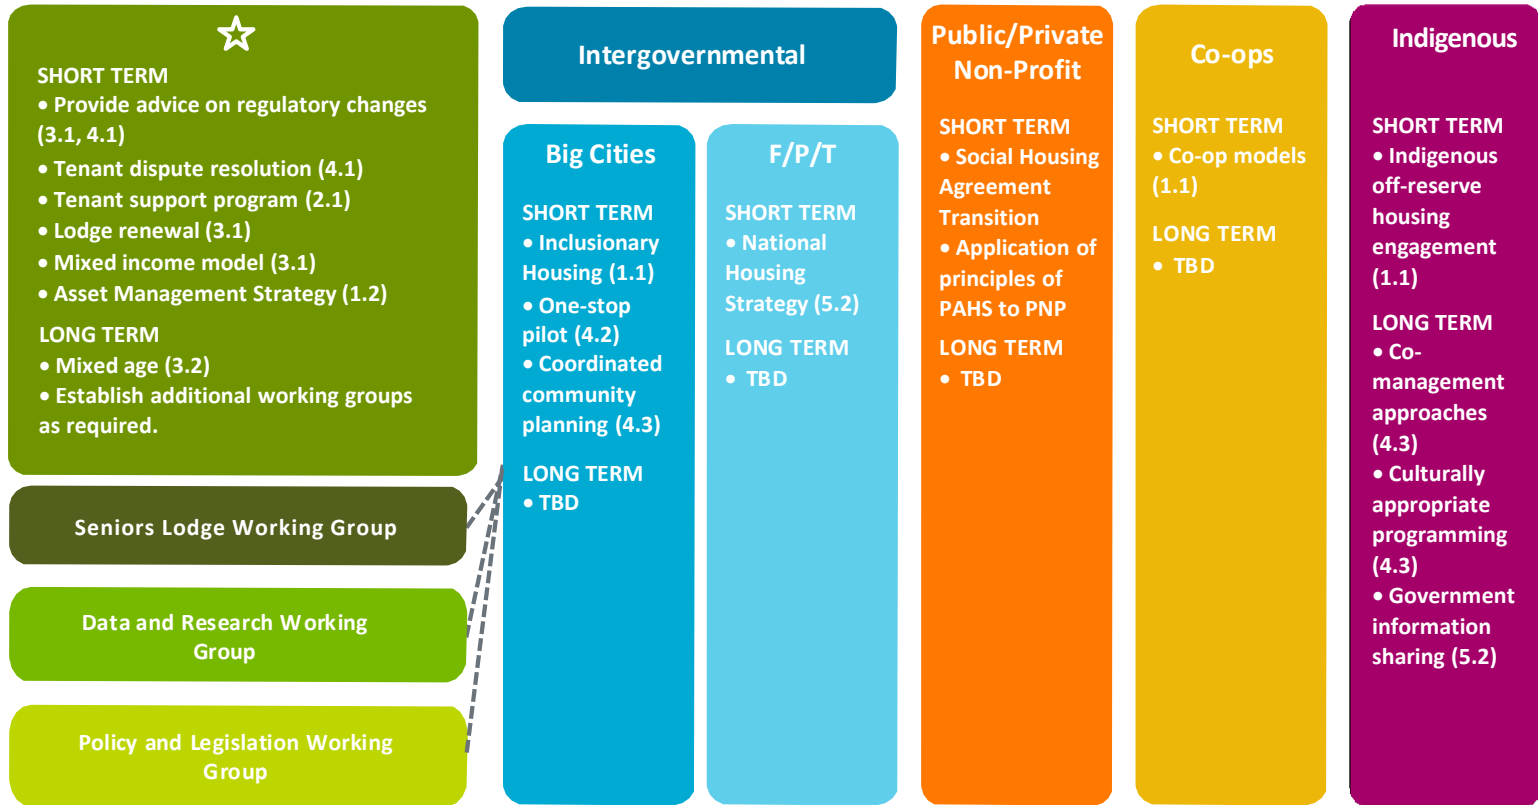 SHORT TERM
• Provide advice on regulatory changes
(3.1, 4.1)
• Tenant dispute resolution (4.1)
• Tenant support program (2.1)
• Lodge renewal (3.1)
• Mixed income model (3.1)
• Asset Management Strategy (1.2)
LONG TERM
• Mixed age (3.2)
• Establish additional working groups
as required.
Seniors Lodge Working Group
Data and Research Working
Group
Policy and Legislation Working
Group
Intergovernmental
Big Cities
SHORT TERM
• Inclusionary
Housing (1.1)
• One-stop
pilot (4.2)
• Coordinated
community
planning (4.3)
LONG TERM
• TBD
F/P/T
SHORT TERM
• National
Housing
Strategy (5.2)
LONG TERM
• TBD
Public/Private
Non-Profit
SHORT TERM
• Social Housing
Agreement
Transition
• Application of
principles of
PAHS to PNP
LONG TERM
• TBD
Co-ops
SHORT TERM
• Co-op models
(1.1)
LONG TERM
• TBD
Indigenous
SHORT TERM
• Indigenous
off-reserve
housing
engagement
(1.1)
LONG TERM
• Co-
management
approaches
(4.3)
• Culturally
appropriate
programming
(4.3)
• Government
information
sharing (5.2)